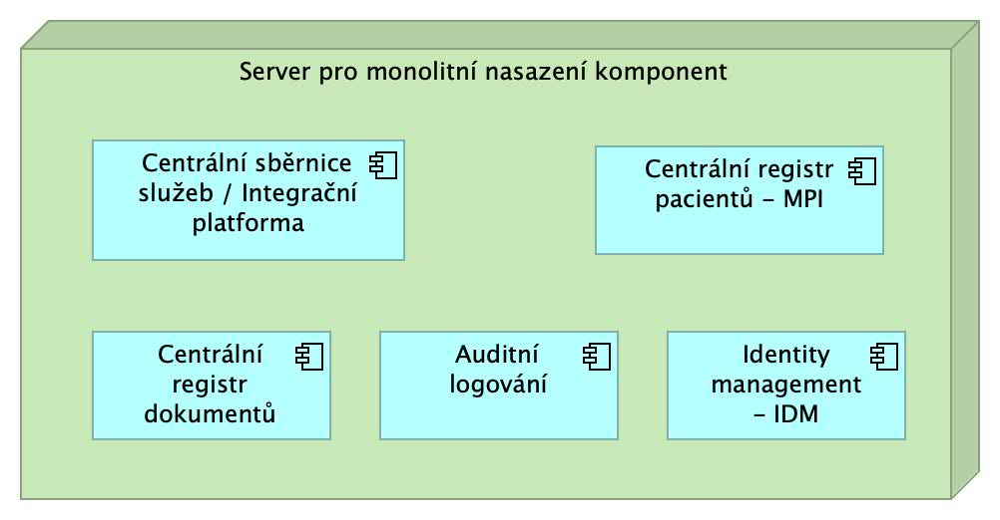 Server pro monolitní nasazení komponent
Centrální sběrnice
služeb / Integrační
platforma
Centrální registr
pacientů - MPI
Centrální
registr
dokumentů
Auditní
logování
Identity
management
- IDM